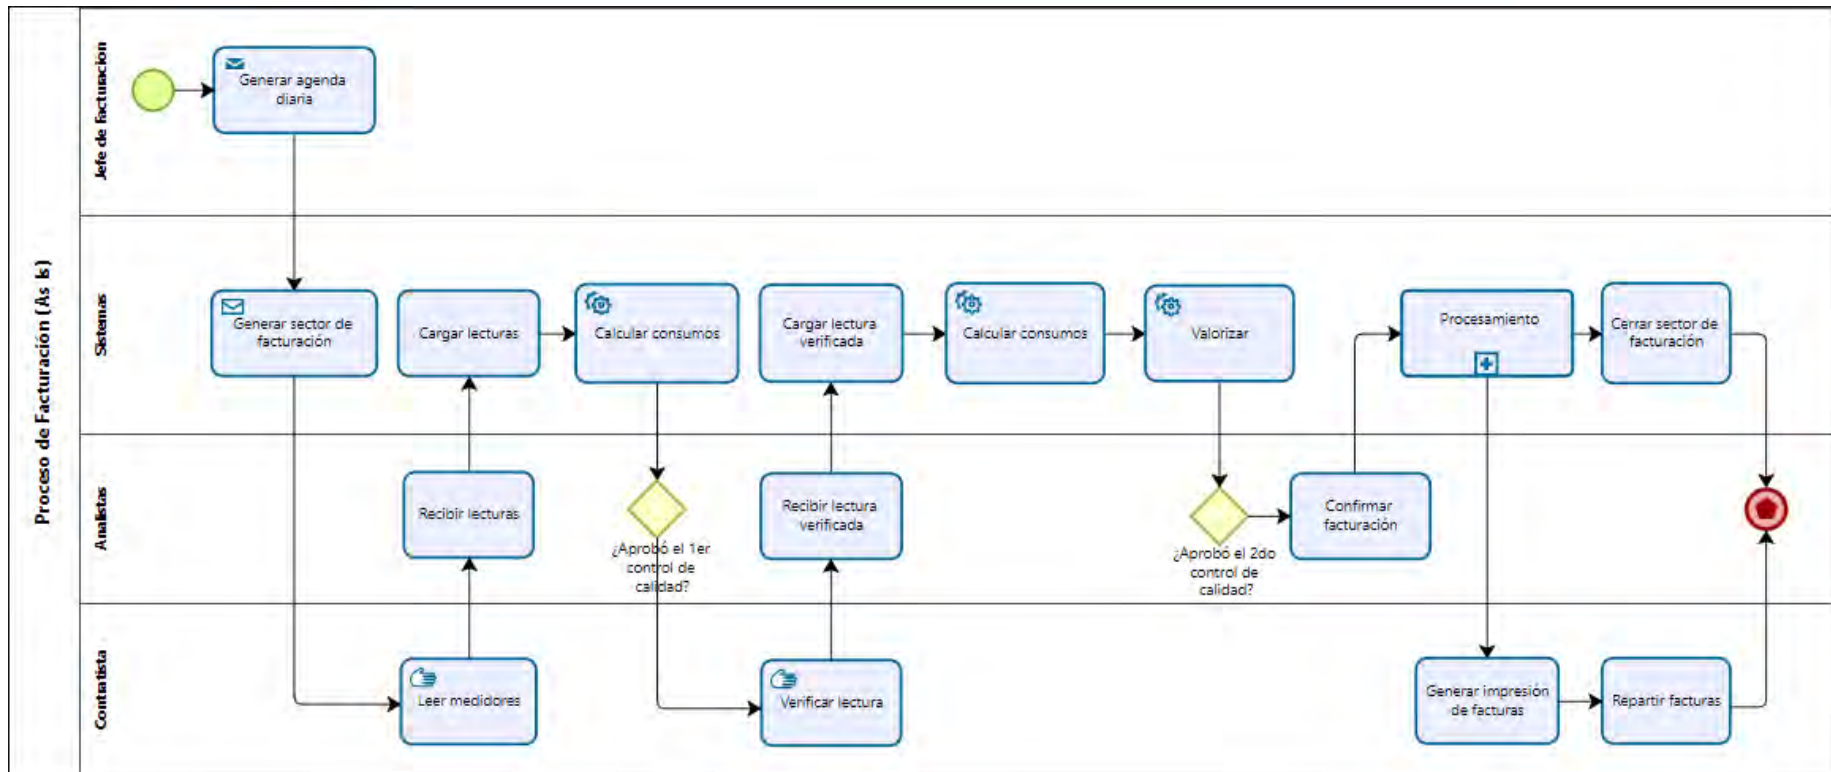 Proceso de Facturación (As Is)
Jefe de Facturación
Generar agenda
diaria
Sistemas
Generar sector de
facturación
Cargar lecturas
Calcular consumos
Cargar lectura
verificada
Calcular consumos
Valorizar
Procesamiento
Cerrar sector de
facturación
Analistas
Recibir lecturas
¿Aprobó el 1er
control de
calidad?
Recibir lectura
verificada
¿Aprobó el 2do
control de
calidad?
Confirmar
facturación
Contratista
Leer medidores
Verificar lectura
Generar impresión
de facturas
Repartir facturas